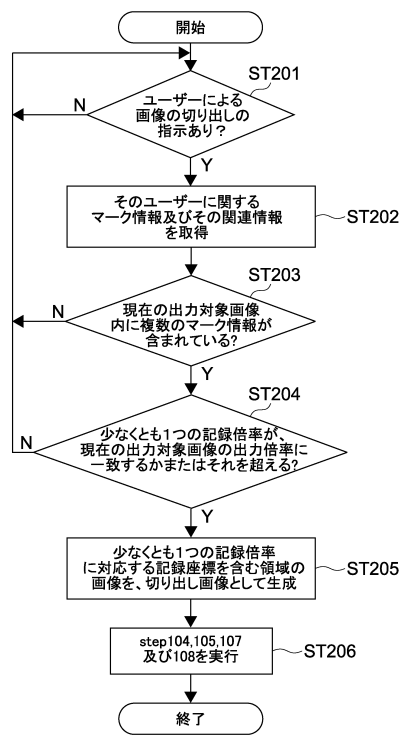 開始
ST201
ユーザーによる
画像の切り出しの
指示あり?
N
Y
そのユーザーに関する
マーク情報及びその関連情報
を取得
ST202
ST203
現在の出力対象画像
内に複数のマーク情報が
含まれている?
N
Y
ST204
少なくとも1つの記録倍率が、
現在の出力対象画像の出力倍率に
一致するかまたはそれを超える?
N
Y
少なくとも1つの記録倍率
に対応する記録座標を含む領域の
画像を、切り出し画像として生成
ST205
step104,105,107
及び108を実行
ST206
終了